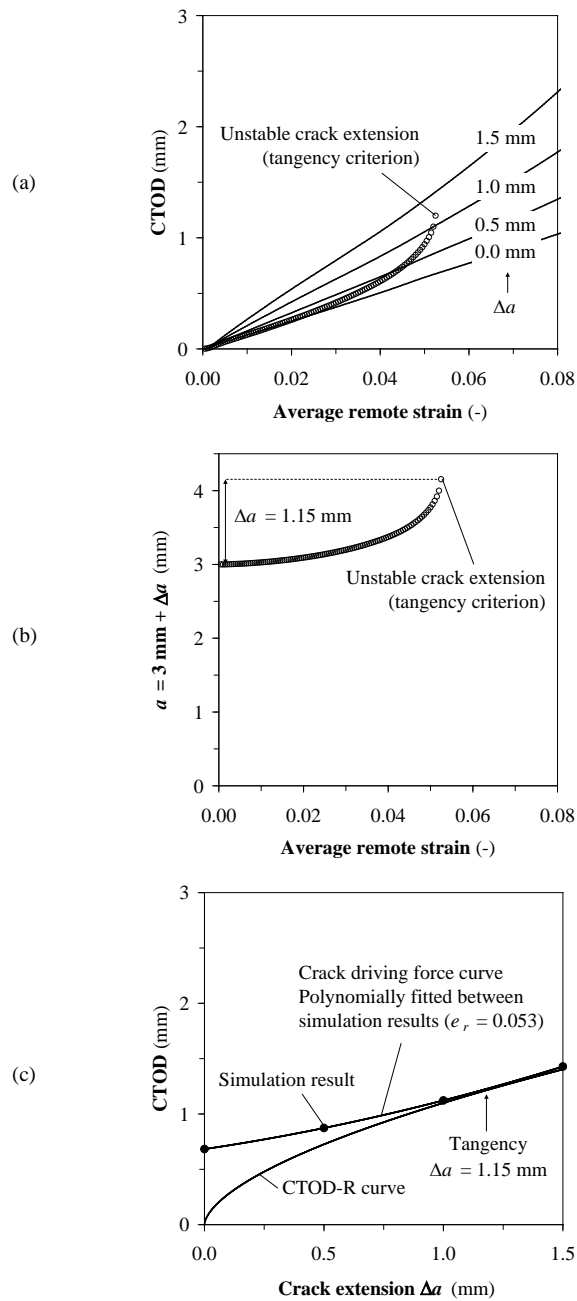 (a)
CTOD (mm)
3
2
1
0
Unstable crack extension
(tangency criterion)
1.5 mm
1.0 mm
0.5 mm
0.0 mm
Δa
0.00 0.02 0.04 0.06 0.08
Average remote strain (-)
(b)
a = 3 mm + Δa (mm)
4
3
2
1
0
Δa = 1.15 mm
Unstable crack extension
(tangency criterion)
0.00 0.02 0.04 0.06 0.08
Average remote strain (-)
(c)
CTOD (mm)
3
2
1
0
Crack driving force curve
Polynomially fitted between
simulation results (e r = 0.053)
Simulation result
Tangency
Δa = 1.15 mm
CTOD-R curve
0.0 0.5 1.0 1.5
Crack extension Δa (mm)